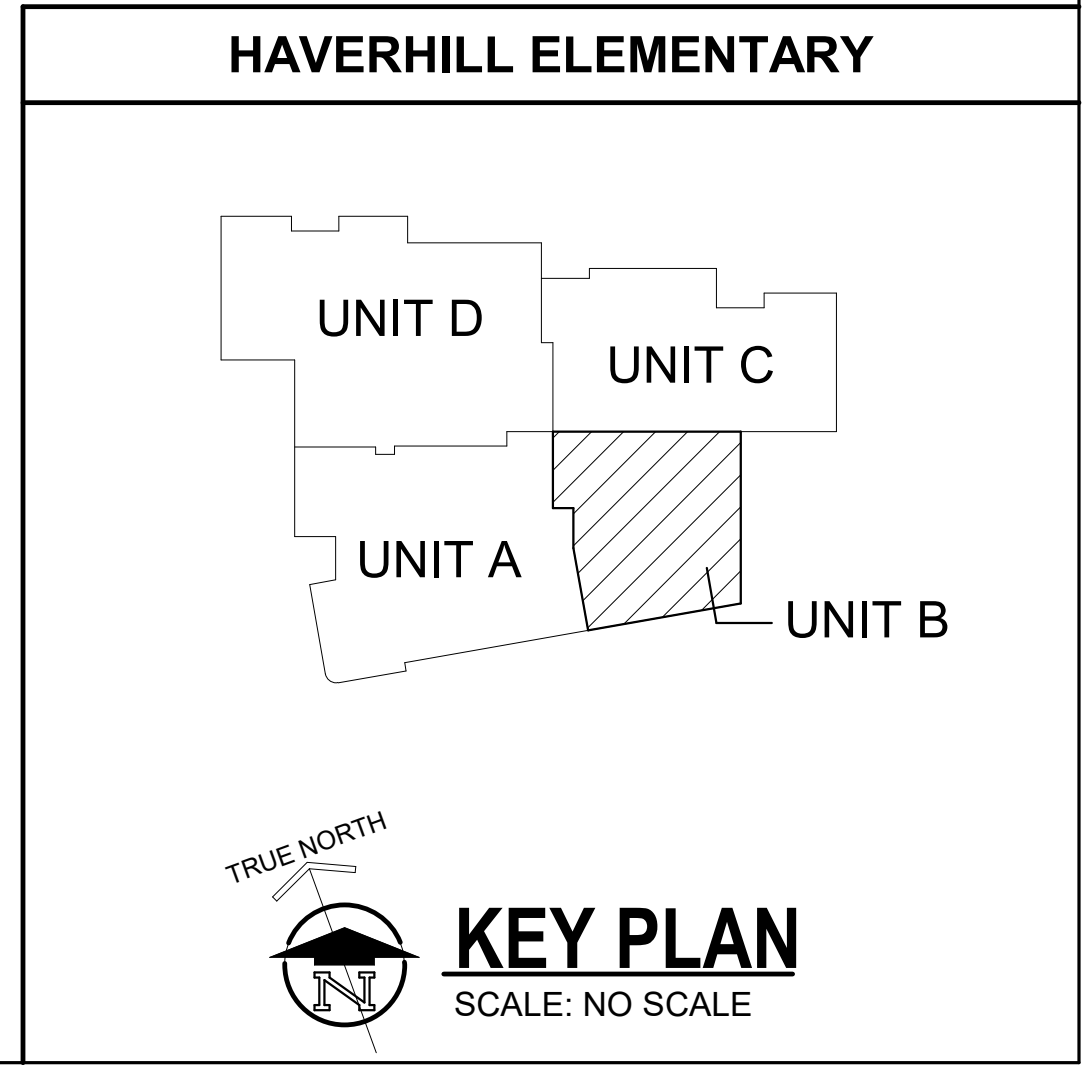 HAVERHILL ELEMENTARY
UNIT D
UNIT C
UNIT A
UNIT B
TRUE NORTH
N
KEY PLAN
SCALE: NO SCALE